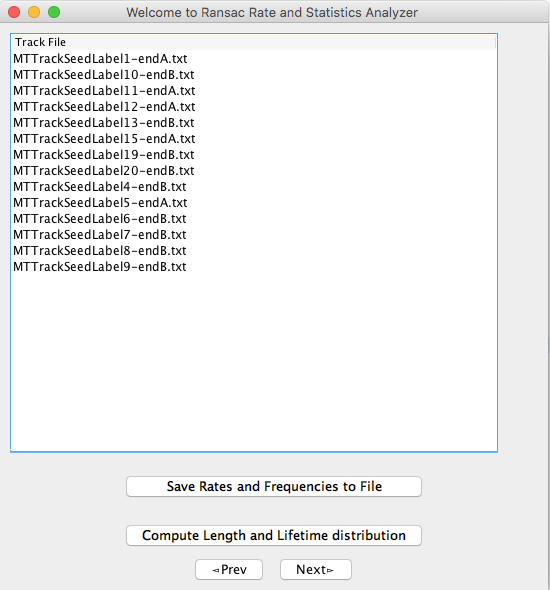 Welcome to Ransac Rate and Statistics Analyzer
Track File
MTTrackSeedLabel1-endA.txt
MTTrackSeedLabel10-endB.txt
MTTrackSeedLabel11-endA.txt
MTTrackSeedLabel12-endA.txt
MTTrackSeedLabel13-endB.txt
MTTrackSeedLabel15-endA.txt
MTTrackSeedLabel19-endB.txt
MTTrackSeedLabel20-endB.txt
MTTrackSeedLabel4-endB.txt
MTTrackSeedLabel5-endA.txt
MTTrackSeedLabel6-endB.txt
MTTrackSeedLabel7-endB.txt
MTTrackSeedLabel8-endB.txt
MTTrackSeedLabel9-endB.txt
Save Rates and Frequencies to File
Compute Length and Lifetime distribution
◅Prev Next▻